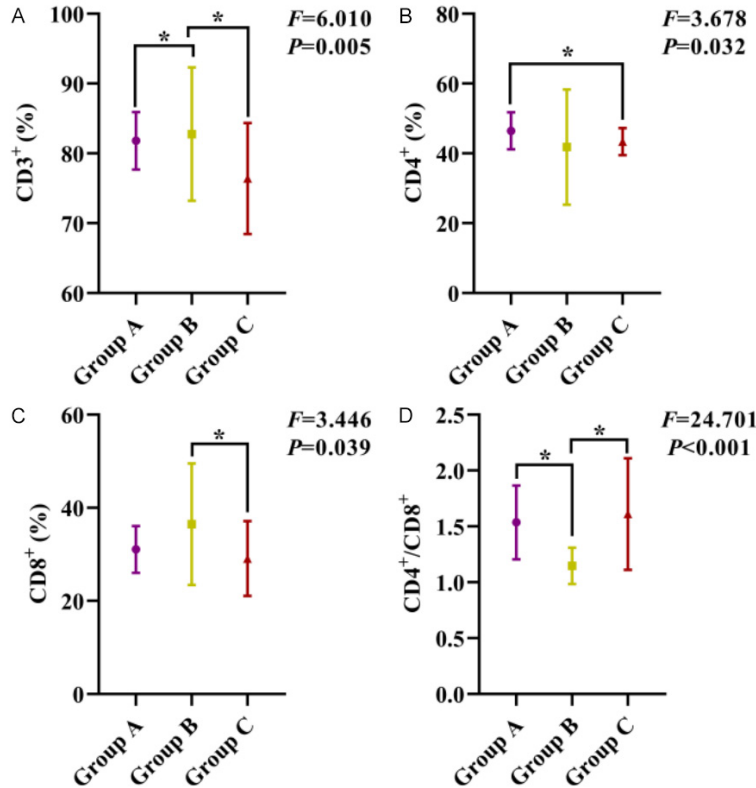 A
F=6.010
P=0.005
CD3+ (%)
100
90
80
70
60
*
*
Group A
Group B
Group C
B
F=3.678
P=0.032
CD4+ (%)
80
60
40
20
0
*
Group A
Group B
Group C
C
F=3.446
P=0.039
CD8+ (%)
60
40
20
0
*
Group A
Group B
Group C
D
F=24.701
P<0.001
CD4+/CD8+
2.5
2.0
1.5
1.0
0.5
0.0
*
*
Group A
Group B
Group C